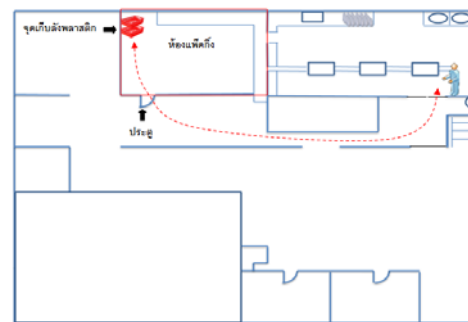 จุดเก็บลังพลาสติก
ห้องแพ็คกิ้ง
ประตู